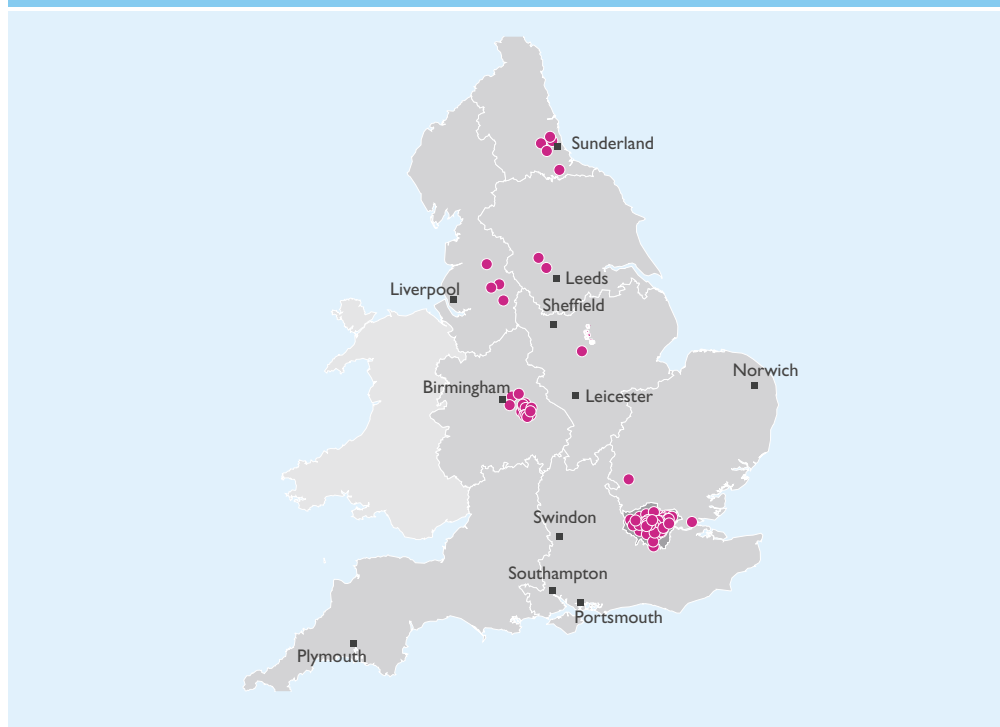 Sunderland
Leeds
Liverpool
Sheffield
Norwich
Birmingham
Leicester
Swindon
Southampton
Portsmouth
Plymouth